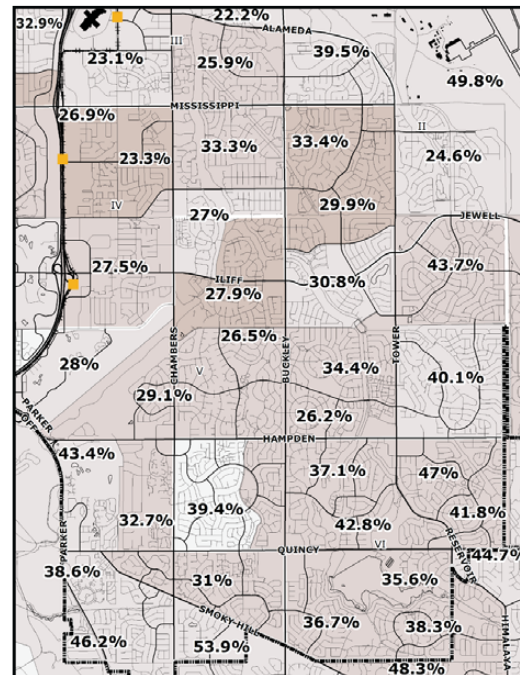 22.2%
32.9%
ALAMEDA
III
39.5%
23.1%
25.9%
49.8%
MISSISSIPPI
26.9%
II
33.3%
33.4%
23.3%
24.6%
IV
29.9%
27%
JEWELL
27.5%
43.7%
ILIFF
30.8%
27.9%
CHAMBERS
BUCKLEY
TOWER
26.5%
28%
V
34.4%
40.1%
29.1%
26.2%
PARKER
OFF
HAMPDEN
43.4%
37.1%
47%
39.4%
41.8%
32.7%
42.8%
PARKER
RESERVOIR
QUINCY
VI
44.7%
38.6%
31%
35.6%
SMOKY HILL
36.7%
38.3%
HIMALAYA
46.2%
53.9%
48.3%